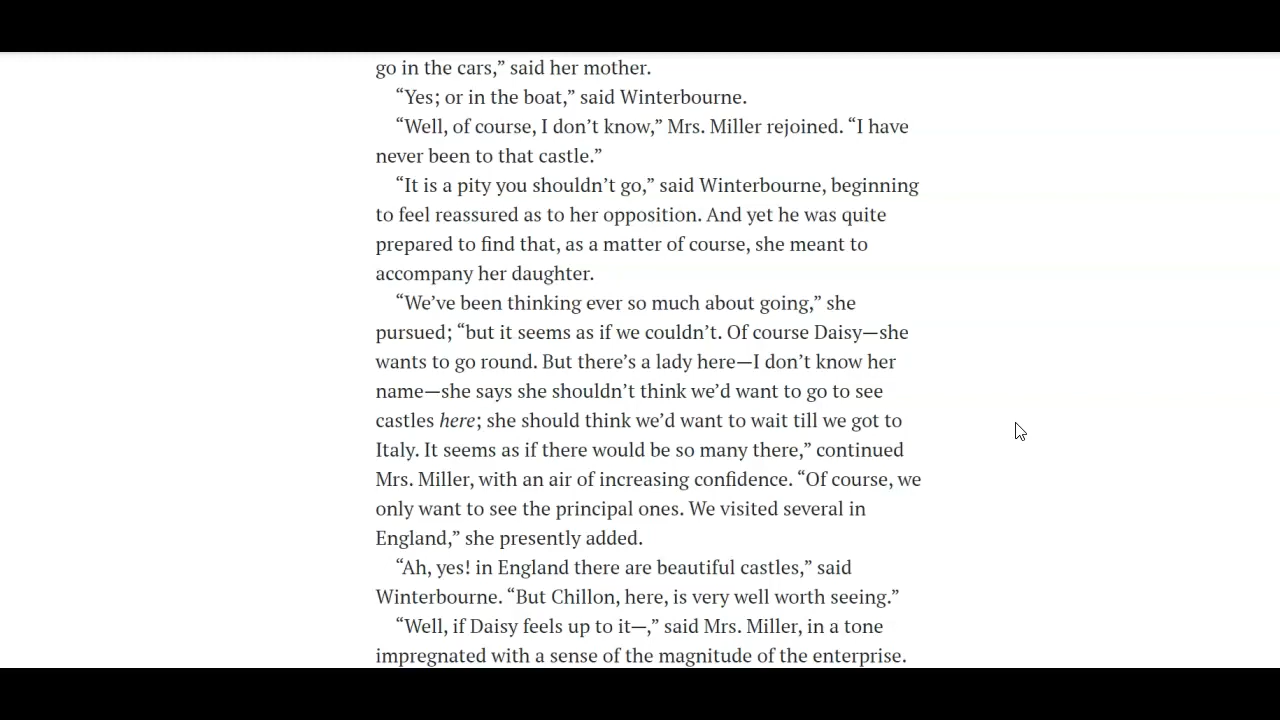 go in the cars,” said her mother.
“Yes; or in the boat,” said Winterbourne.
“Well, of course, I don’t know,” Mrs. Miller rejoined. “I have
never been to that castle.”
“It is a pity you shouldn’t go,” said Winterbourne, beginning
to feel reassured as to her opposition. And yet he was quite
prepared to find that, as a matter of course, she meant to
accompany her daughter.
“We’ve been thinking ever so much about going,” she
pursued; “but it seems as if we couldn’t. Of course Daisy—she
wants to go round. But there’s a lady here—I don’t know her
name—she says she shouldn’t think we’d want to go to see
castles here; she should think we’d want to wait till we got to
Italy. It seems as if there would be so many there,” continued
Mrs. Miller, with an air of increasing confidence. “Of course, we
only want to see the principal ones. We visited several in
England,” she presently added.
“Ah, yes! in England there are beautiful castles,” said
Winterbourne. “But Chillon, here, is very well worth seeing.”
“Well, if Daisy feels up to it—,” said Mrs. Miller, in a tone
impregnated with a sense of the magnitude of the enterprise.